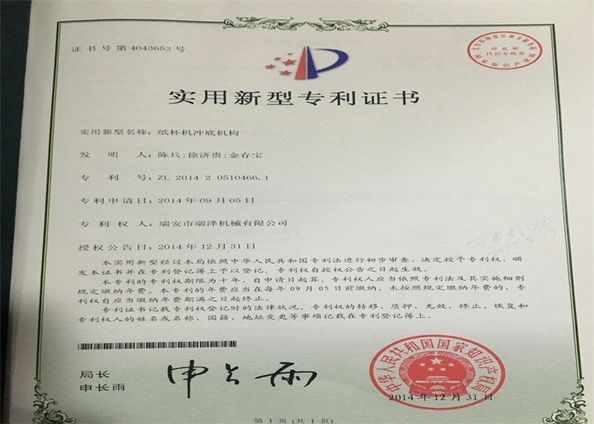 证书号第4043653号
实用新型专利证书
实用新型名称：纸杯机冲底机构
发 明 人：陈兵;徐济贵;金存宝
专 利 号：ZL 2014 2 0510466.1
专利申请日：2014年09月05日
专 利 权 人：瑞安市瑞泽机械有限公司
授权公告日：2014年12月31日
本实用新型经过本局依照中华人民共和国专利法进行初步审查，决定授予专利权，颁
发本证书并在专利登记簿上予以登记。专利权自授权公告之日起生效。
本专利的专利权期限为十年，自申请日起算。专利权人应当依照专利法及其实施细则
规定缴纳年费。本专利的年费应当在每年09月05日前缴纳。未按照规定缴纳年费的，专
利权自应当缴纳年费期满之日起终止。
专利证书记载专利权登记时的法律状况。专利权的转移、质押、无效、终止、恢复和
专利权人的姓名或名称、国籍、地址变更等事项记载在专利登记簿上。
局长
申长雨
申长雨
中华人民共和国国家知识产权局
2014年12月31日
第1页(共1页)